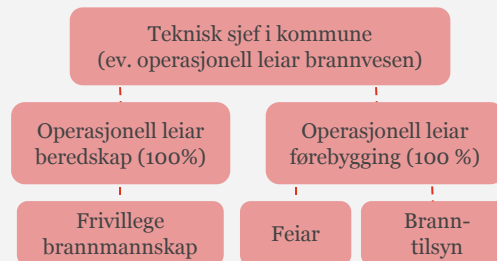 Teknisk sjef i kommune
(ev. operasjonell leiar brannvesen)
Operasjonell leiar
beredskap (100%)
Operasjonell leiar
førebygging (100 %)
Frivillege
brannmannskap
Feiar
Brann-
tilsyn